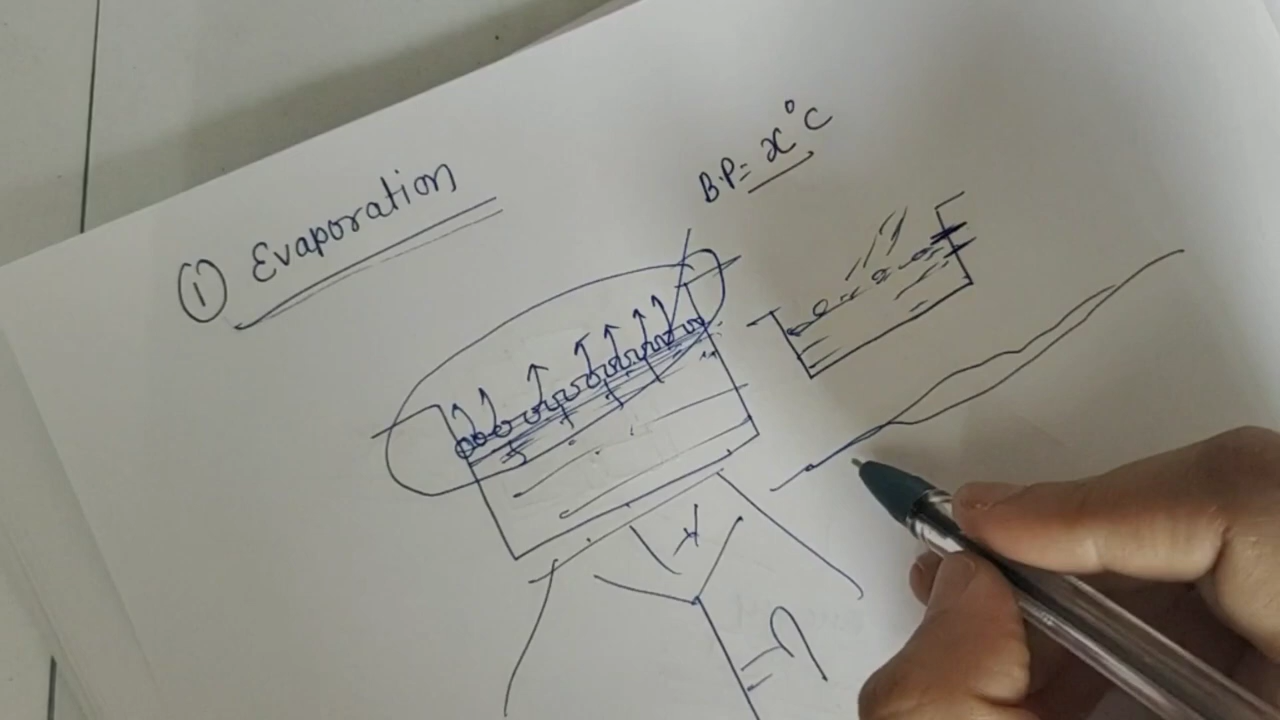 ① Evaporation
B.P= x°C